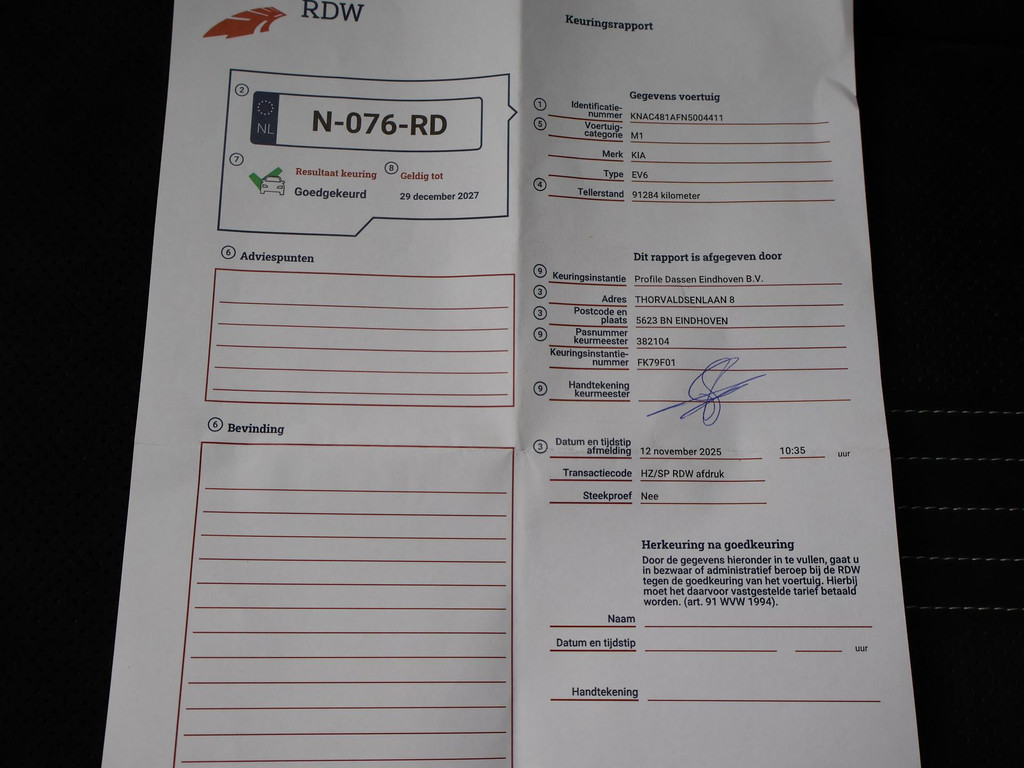 RDW
Keuringsrapport
2
NL
N-076-RD
7
Resultaat keuring
Goedgekeurd
8
Geldig tot
29 december 2027
6 Adviespunten
6 Bevinding
Gegevens voertuig
1 Identificatie-
nummer KNAC481AFN5004411
5 Voertuig-
categorie M1
Merk KIA
Type EV6
4 Tellerstand 91284 kilometer
Dit rapport is afgegeven door
9 Keuringsinstantie Profile Dassen Eindhoven B.V.
3 Adres THORVALDSENLAAN 8
3 Postcode en
plaats 5623 BN EINDHOVEN
9 Pasnummer
keurmeester 382104
Keuringsinstantie-
nummer FK79F01
9 Handtekening
keurmeester
3 Datum en tijdstip
afmelding 12 november 2025 10:35 uur
Transactiecode HZ/SP RDW afdruk
Steekproef Nee
Herkeuring na goedkeuring
Door de gegevens hieronder in te vullen, gaat u
in bezwaar of administratief beroep bij de RDW
tegen de goedkeuring van het voertuig. Hierbij
moet het daarvoor vastgestelde tarief betaald
worden. (art. 91 WVW 1994).
Naam
Datum en tijdstip uur
Handtekening